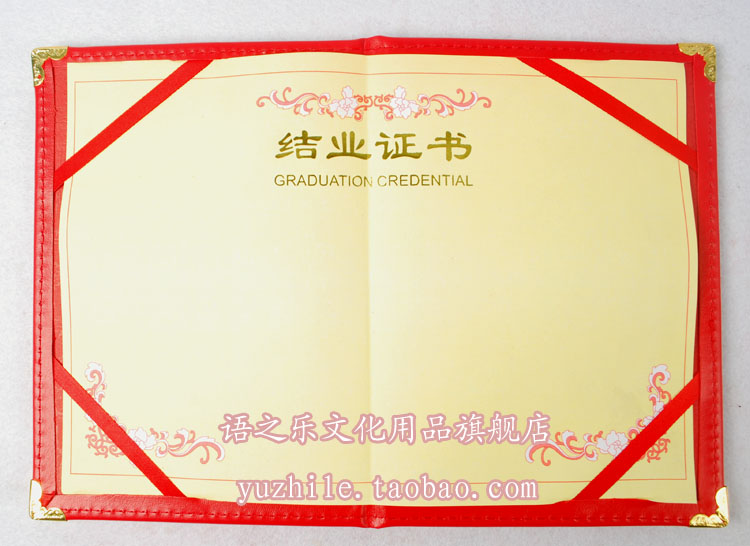 结业证书
GRADUATION CREDENTIAL
语之乐文化用品旗舰店
yuzhile.taobao.com